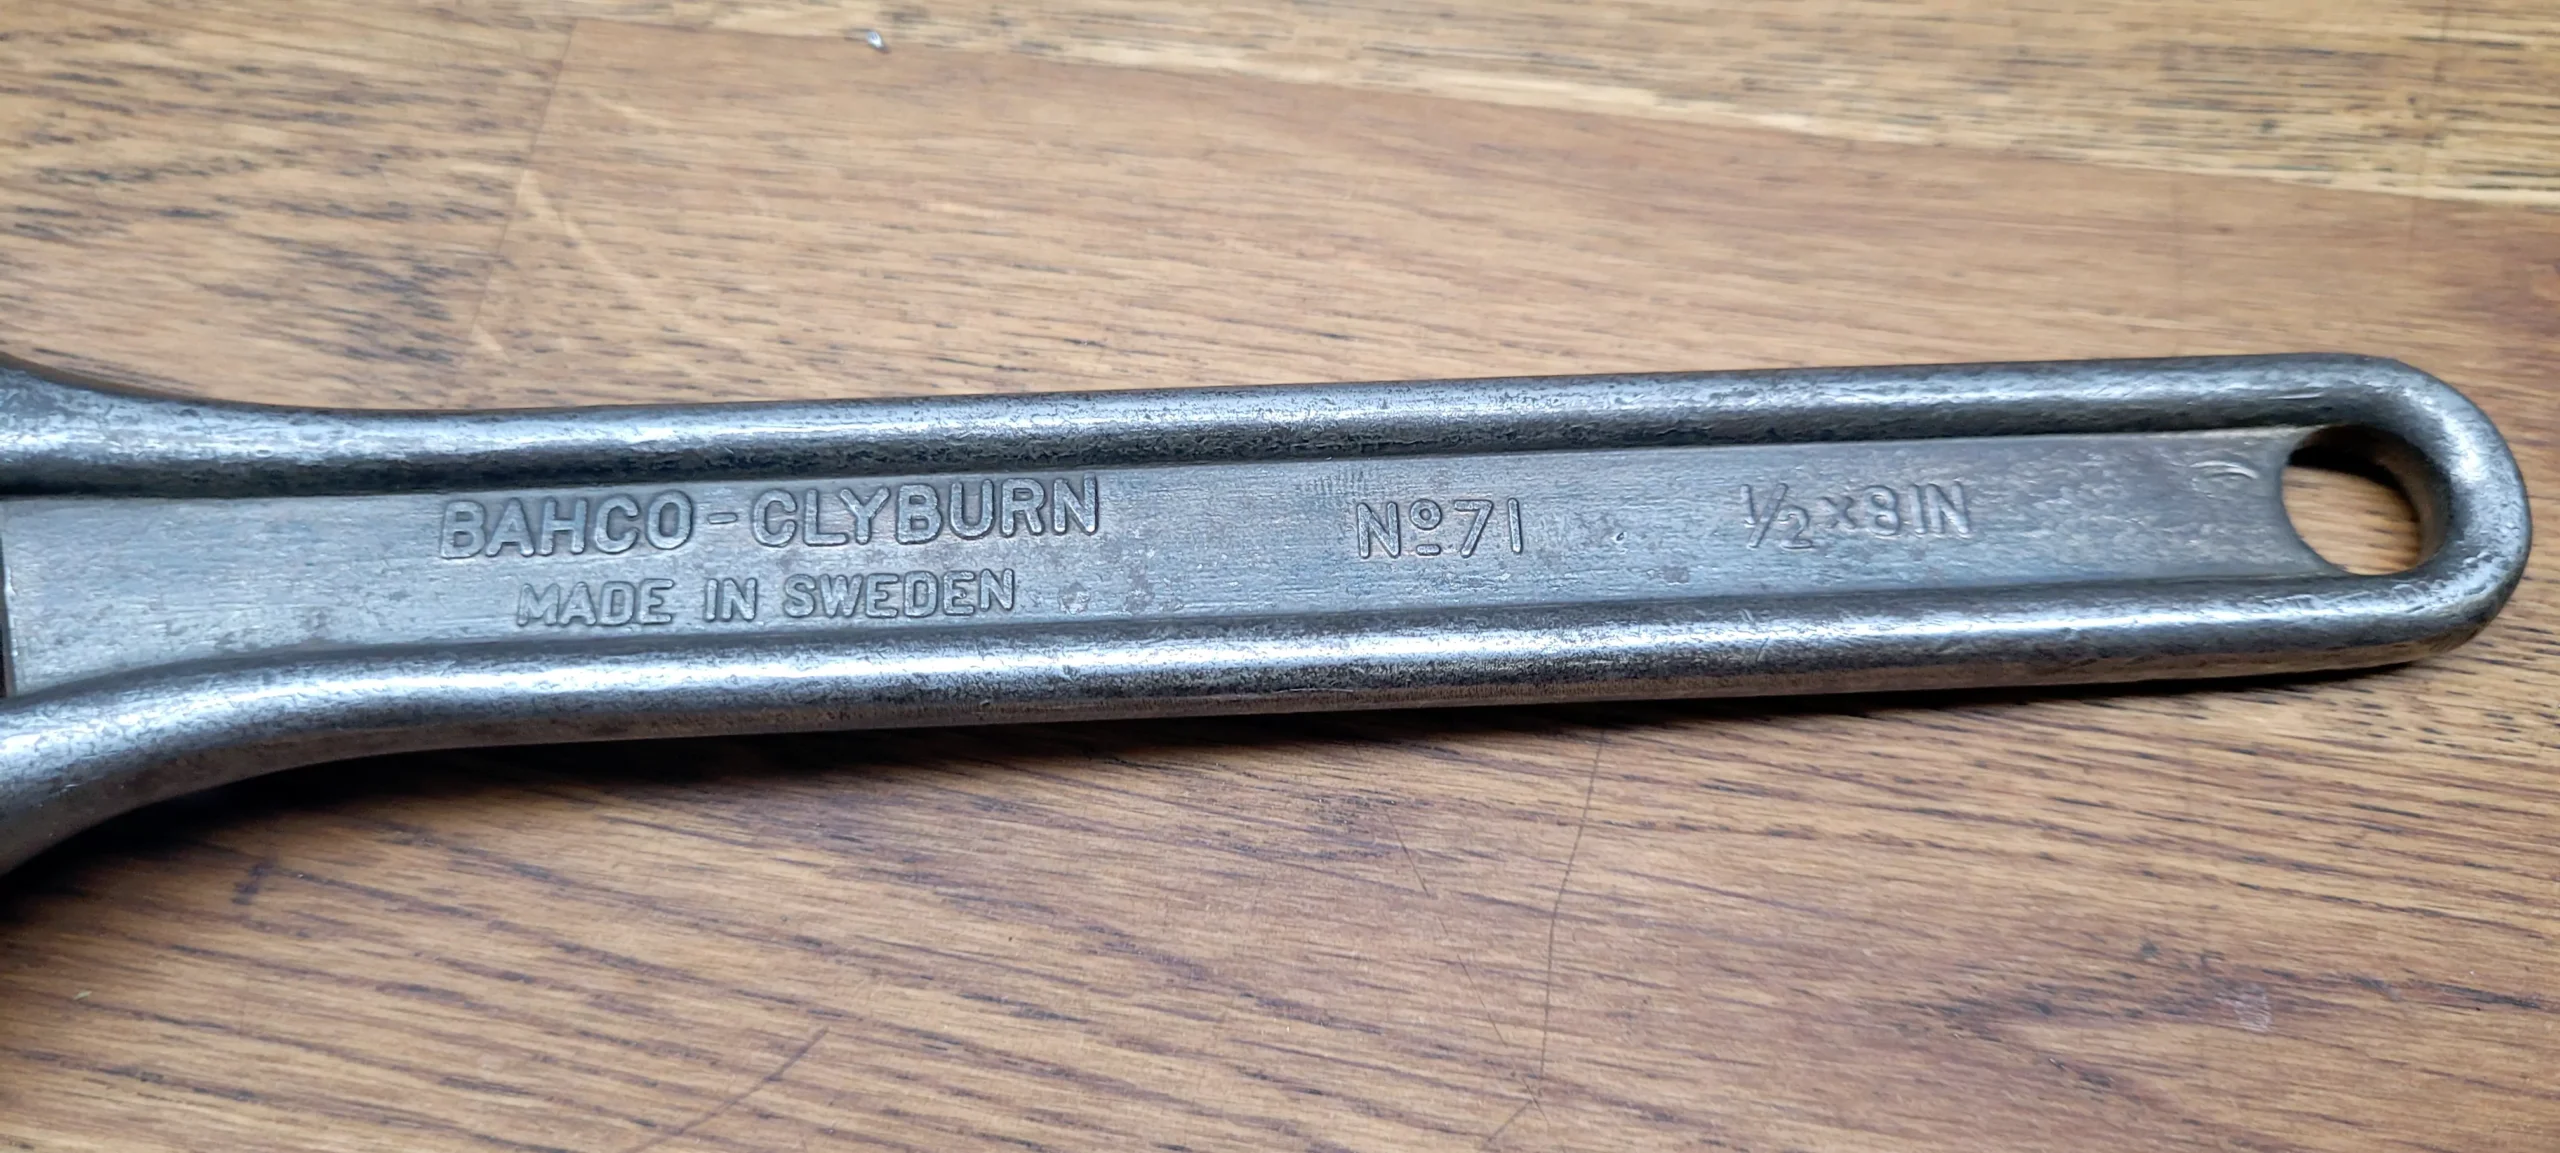 BAHCO-CLYBURN Nº71 1/2×8IN
MADE IN SWEDEN